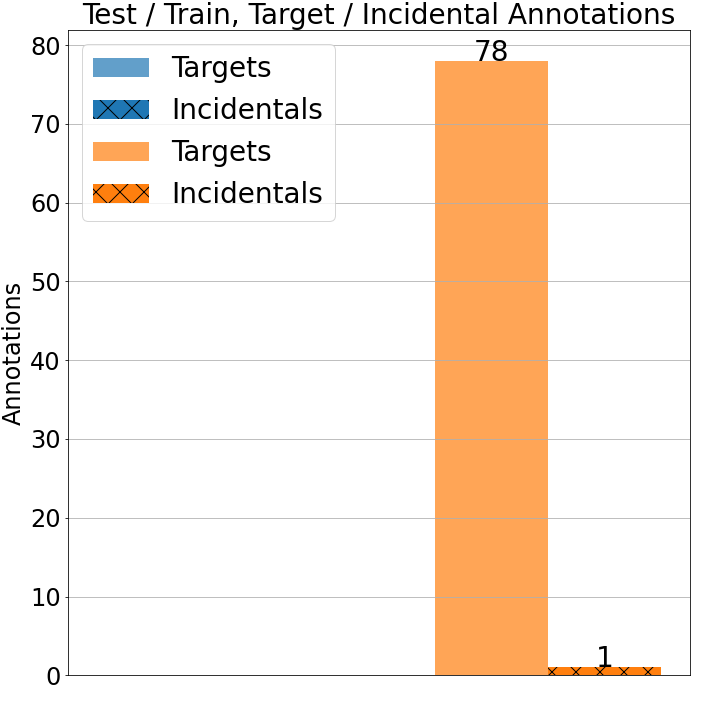 Test / Train, Target / Incidental Annotations
Annotations
80
70
60
50
40
30
20
10
0
Targets
Incidentals
Targets
Incidentals
78
1